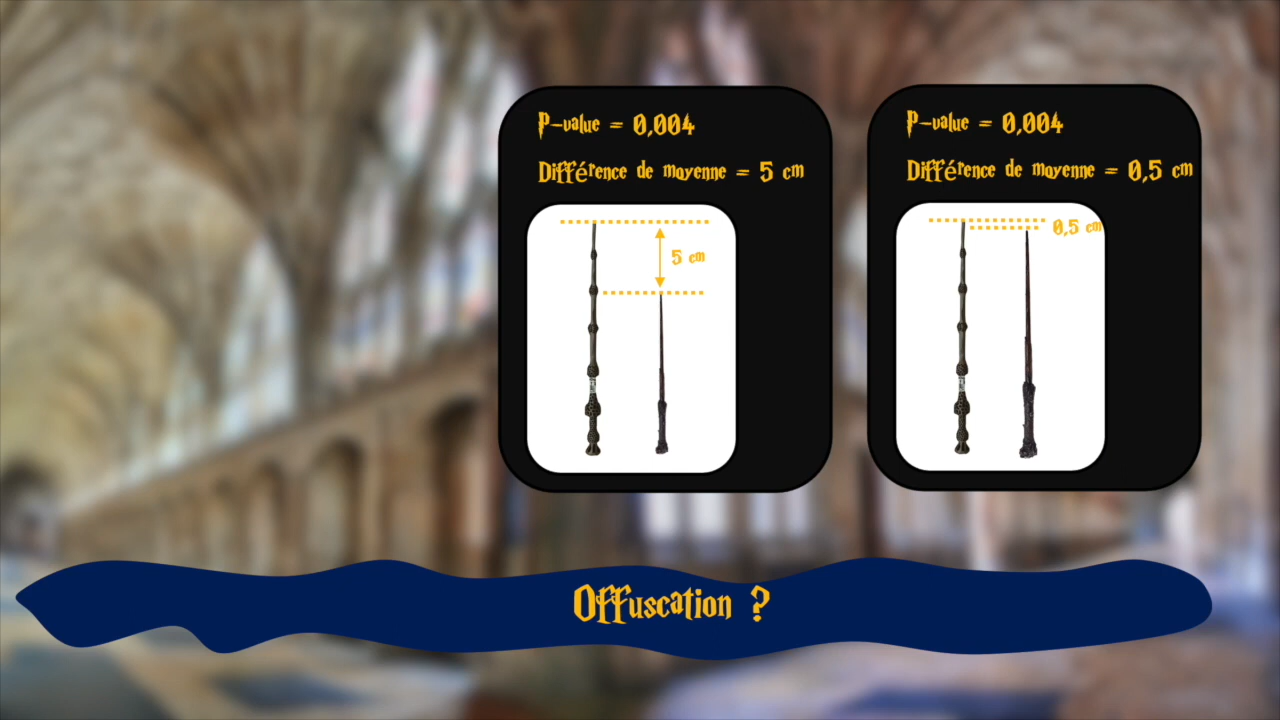 P-value = 0,004
Différence de moyenne = 5 cm
5 cm
P-value = 0,004
Différence de moyenne = 0,5 cm
0,5 cm
Offuscation ?